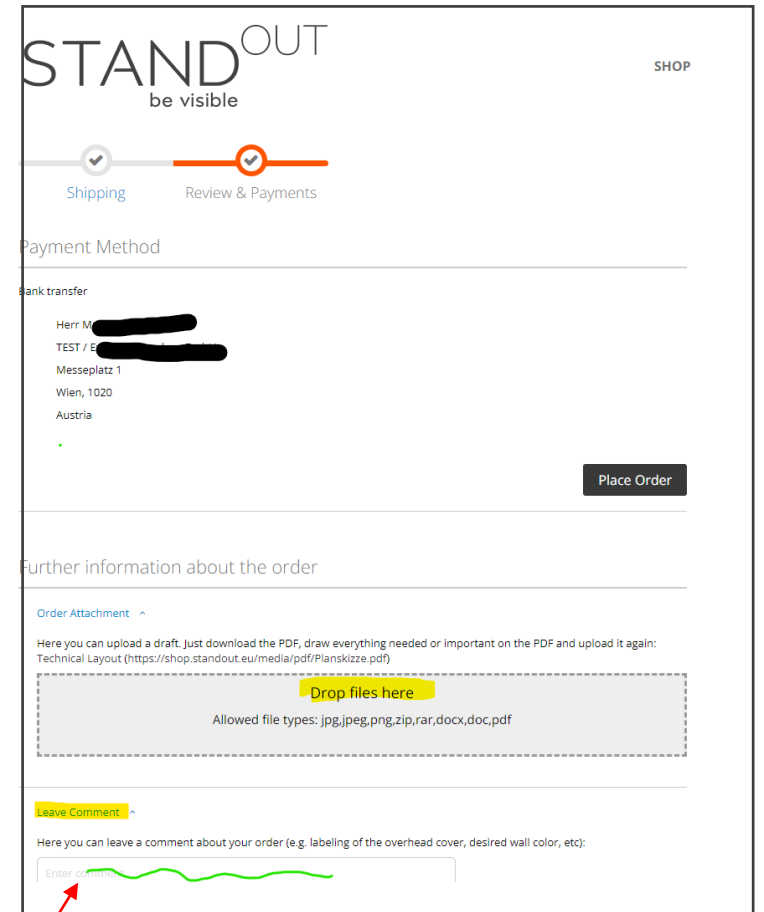 STANDOUT
be visible
SHOP
Shipping
Review & Payments
Payment Method
Bank transfer
Herr
TEST /
Messeplatz 1
Wien, 1020
Austria
Place Order
Further information about the order
Order Attachment
Here you can upload a draft. Just download the PDF, draw everything needed or important on the PDF and upload it again:
Technical Layout (https://shop.standout.eu/media/pdf/Planskizze.pdf)
Drop files here
Allowed file types: jpg,jpeg,png,zip,rar,docx,doc,pdf
Leave Comment
Here you can leave a comment about your order (e.g. labeling of the overhead cover, desired wall color, etc):
Enter comment